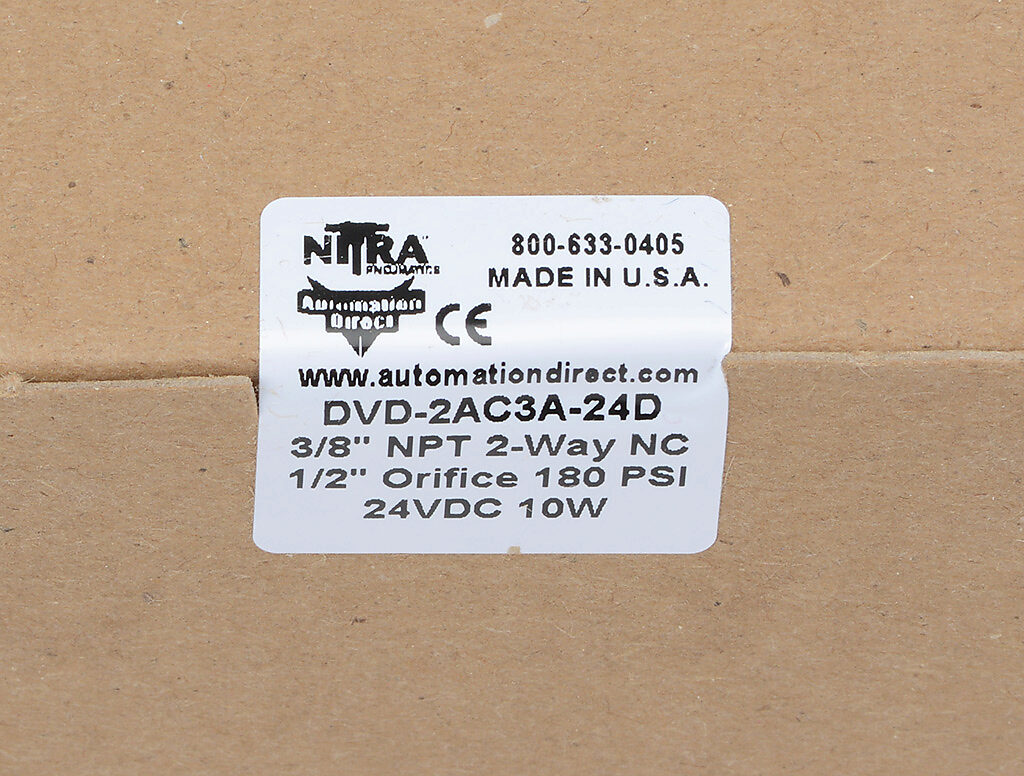 NITRA
PNEUMATICS
Automation
Direct
CE
800-633-0405
MADE IN U.S.A.
www.automationdirect.com
DVD-2AC3A-24D
3/8" NPT 2-Way NC
1/2" Orifice 180 PSI
24VDC 10W